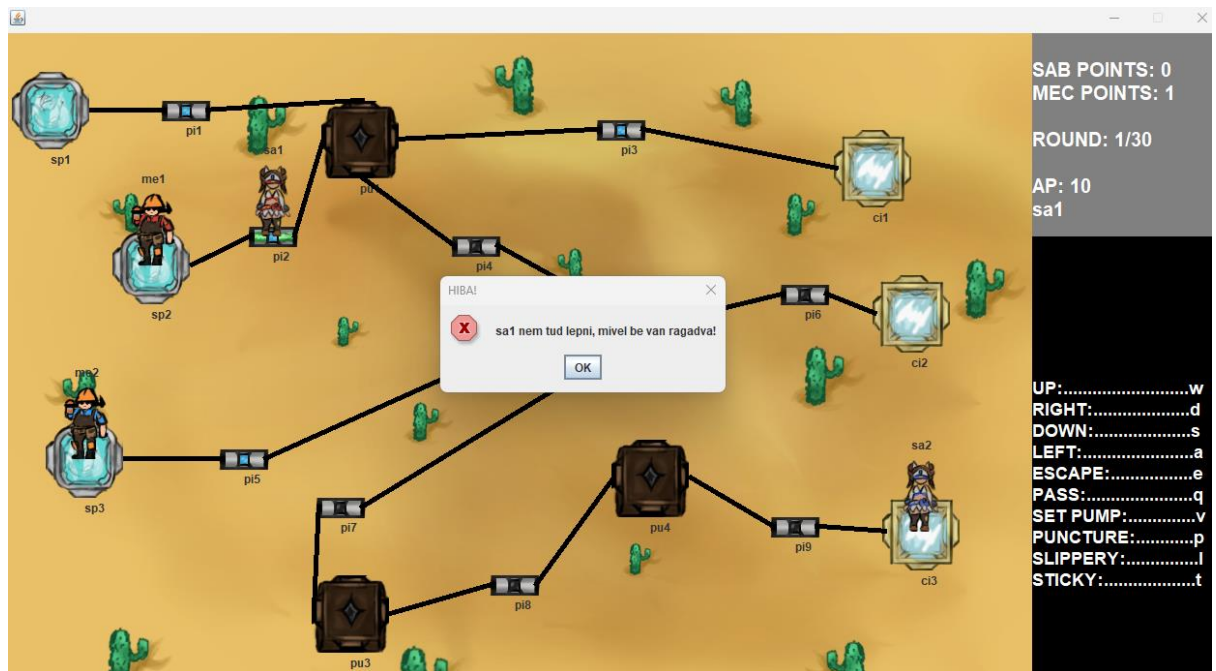 SAB POINTS: 0
MEC POINTS: 1
ROUND: 1/30
AP: 10
sa1
sp1
pi1
sa1
pi3
me1
ci1
pi2
pi4
sp2
HIBA!
sa1 nem tud lepni, mivel be van ragadva!
OK
pi6
ci2
me2
UP:..........................w
RIGHT:....................d
DOWN:.....................s
LEFT:.......................a
ESCAPE:..................e
PASS:.......................q
SET PUMP:..............v
PUNCTURE:............p
SLIPPERY:................l
STICKY:...................t
sa2
pi5
sp3
pi7
pu4
pi9
ci3
pi8
pu3